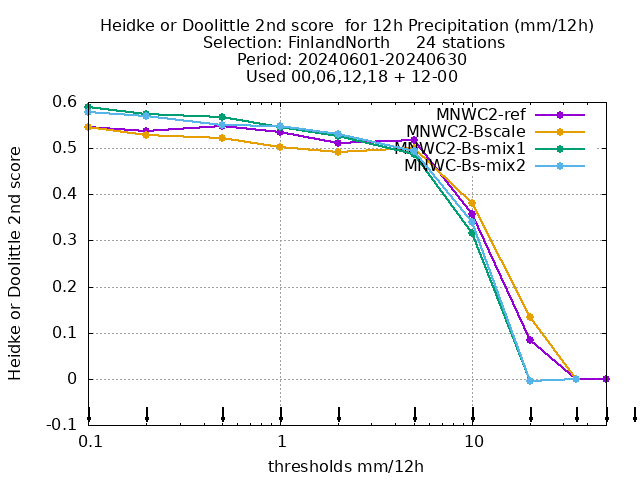 Heidke or Doolittle 2nd score  for 12h Precipitation (mm/12h)
Selection: FinlandNorth     24 stations
Period: 20240601-20240630
Used 00,06,12,18 + 12-00
Heidke or Doolittle 2nd score
0.6
0.5
0.4
0.3
0.2
0.1
0
-0.1
MNWC2-ref
MNWC2-Bscale
MNWC2-Bs-mix1
MNWC-Bs-mix2
0.1
1
10
thresholds mm/12h